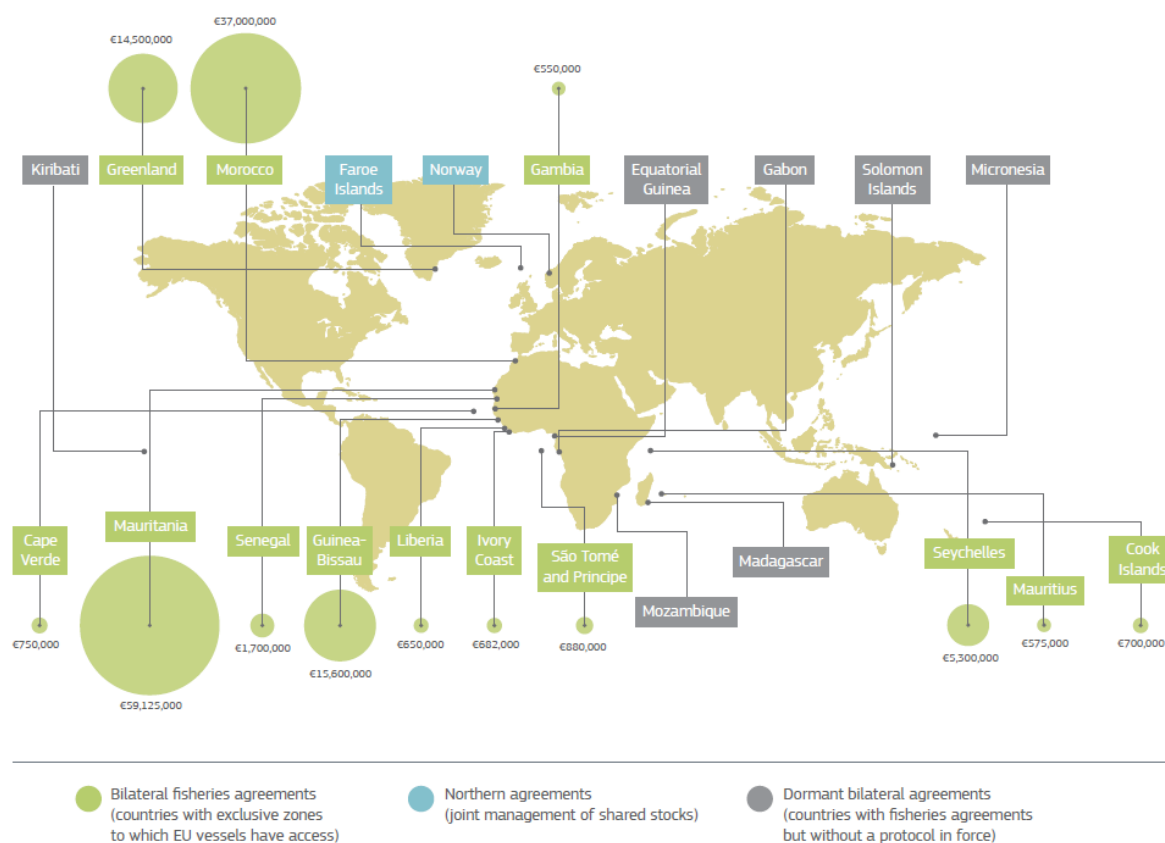 €37,000,000
€14,500,000
€550,000
Kiribati
Greenland
Morocco
Faroe
Islands
Norway
Gambia
Equatorial
Guinea
Gabon
Solomon
Islands
Micronesia
Cape
Verde
Mauritania
Senegal
Guinea-
Bissau
Liberia
Ivory
Coast
São Tomé
and Principe
Mozambique
Madagascar
Seychelles
Mauritius
Cook
Islands
€750,000
€59,125,000
€1,700,000
€15,600,000
€650,000
€682,000
€880,000
€5,300,000
€575,000
€700,000
Bilateral fisheries agreements
(countries with exclusive zones
to which EU vessels have access)
Northern agreements
(joint management of shared stocks)
Dormant bilateral agreements
(countries with fisheries agreements
but without a protocol in force)